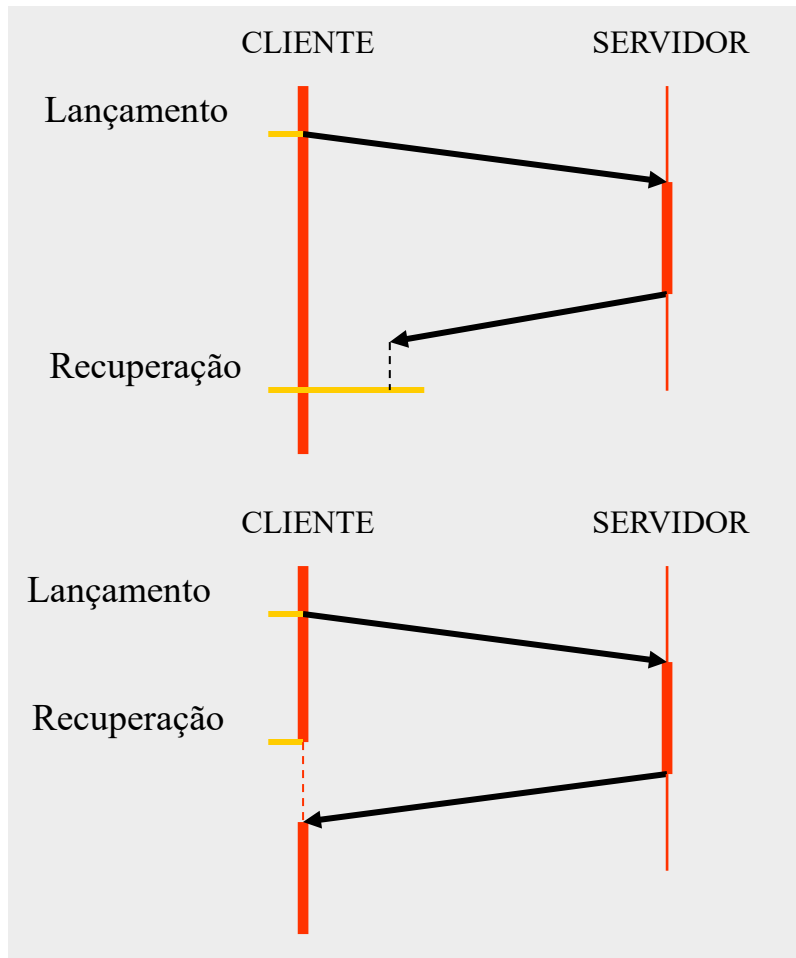 CLIENTE SERVIDOR
Lançamento
Recuperação
CLIENTE SERVIDOR
Lançamento
Recuperação